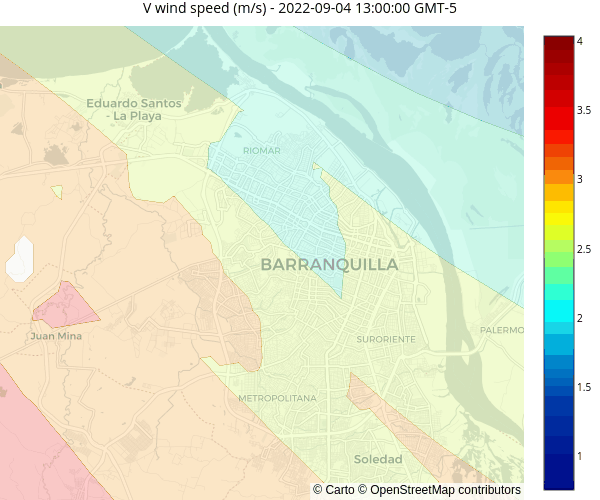 V wind speed (m/s) - 2022-09-04 13:00:00 GMT-5
4
3.5
3
2.5
2
1.5
1
Eduardo Santos
- La Playa
RIOMAR
BARRANQUILLA
Juan Mina
SURORIENTE
PALERMO
METROPOLITANA
Soledad
© Carto © OpenStreetMap contributors